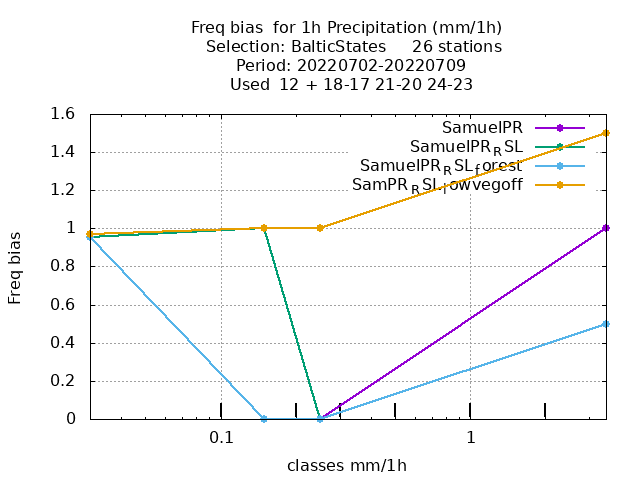 Freq bias  for 1h Precipitation (mm/1h)
Selection: BalticStates     26 stations
Period: 20220702-20220709
Used  12 + 18-17 21-20 24-23
1.6
1.4
1.2
1
0.8
0.6
0.4
0.2
0
Freq bias
SamuelPR
SamuelPR_RSL
SamuelPR_RSL_forest
SamPR_RSL_lowvegoff
0.1
1
classes mm/1h